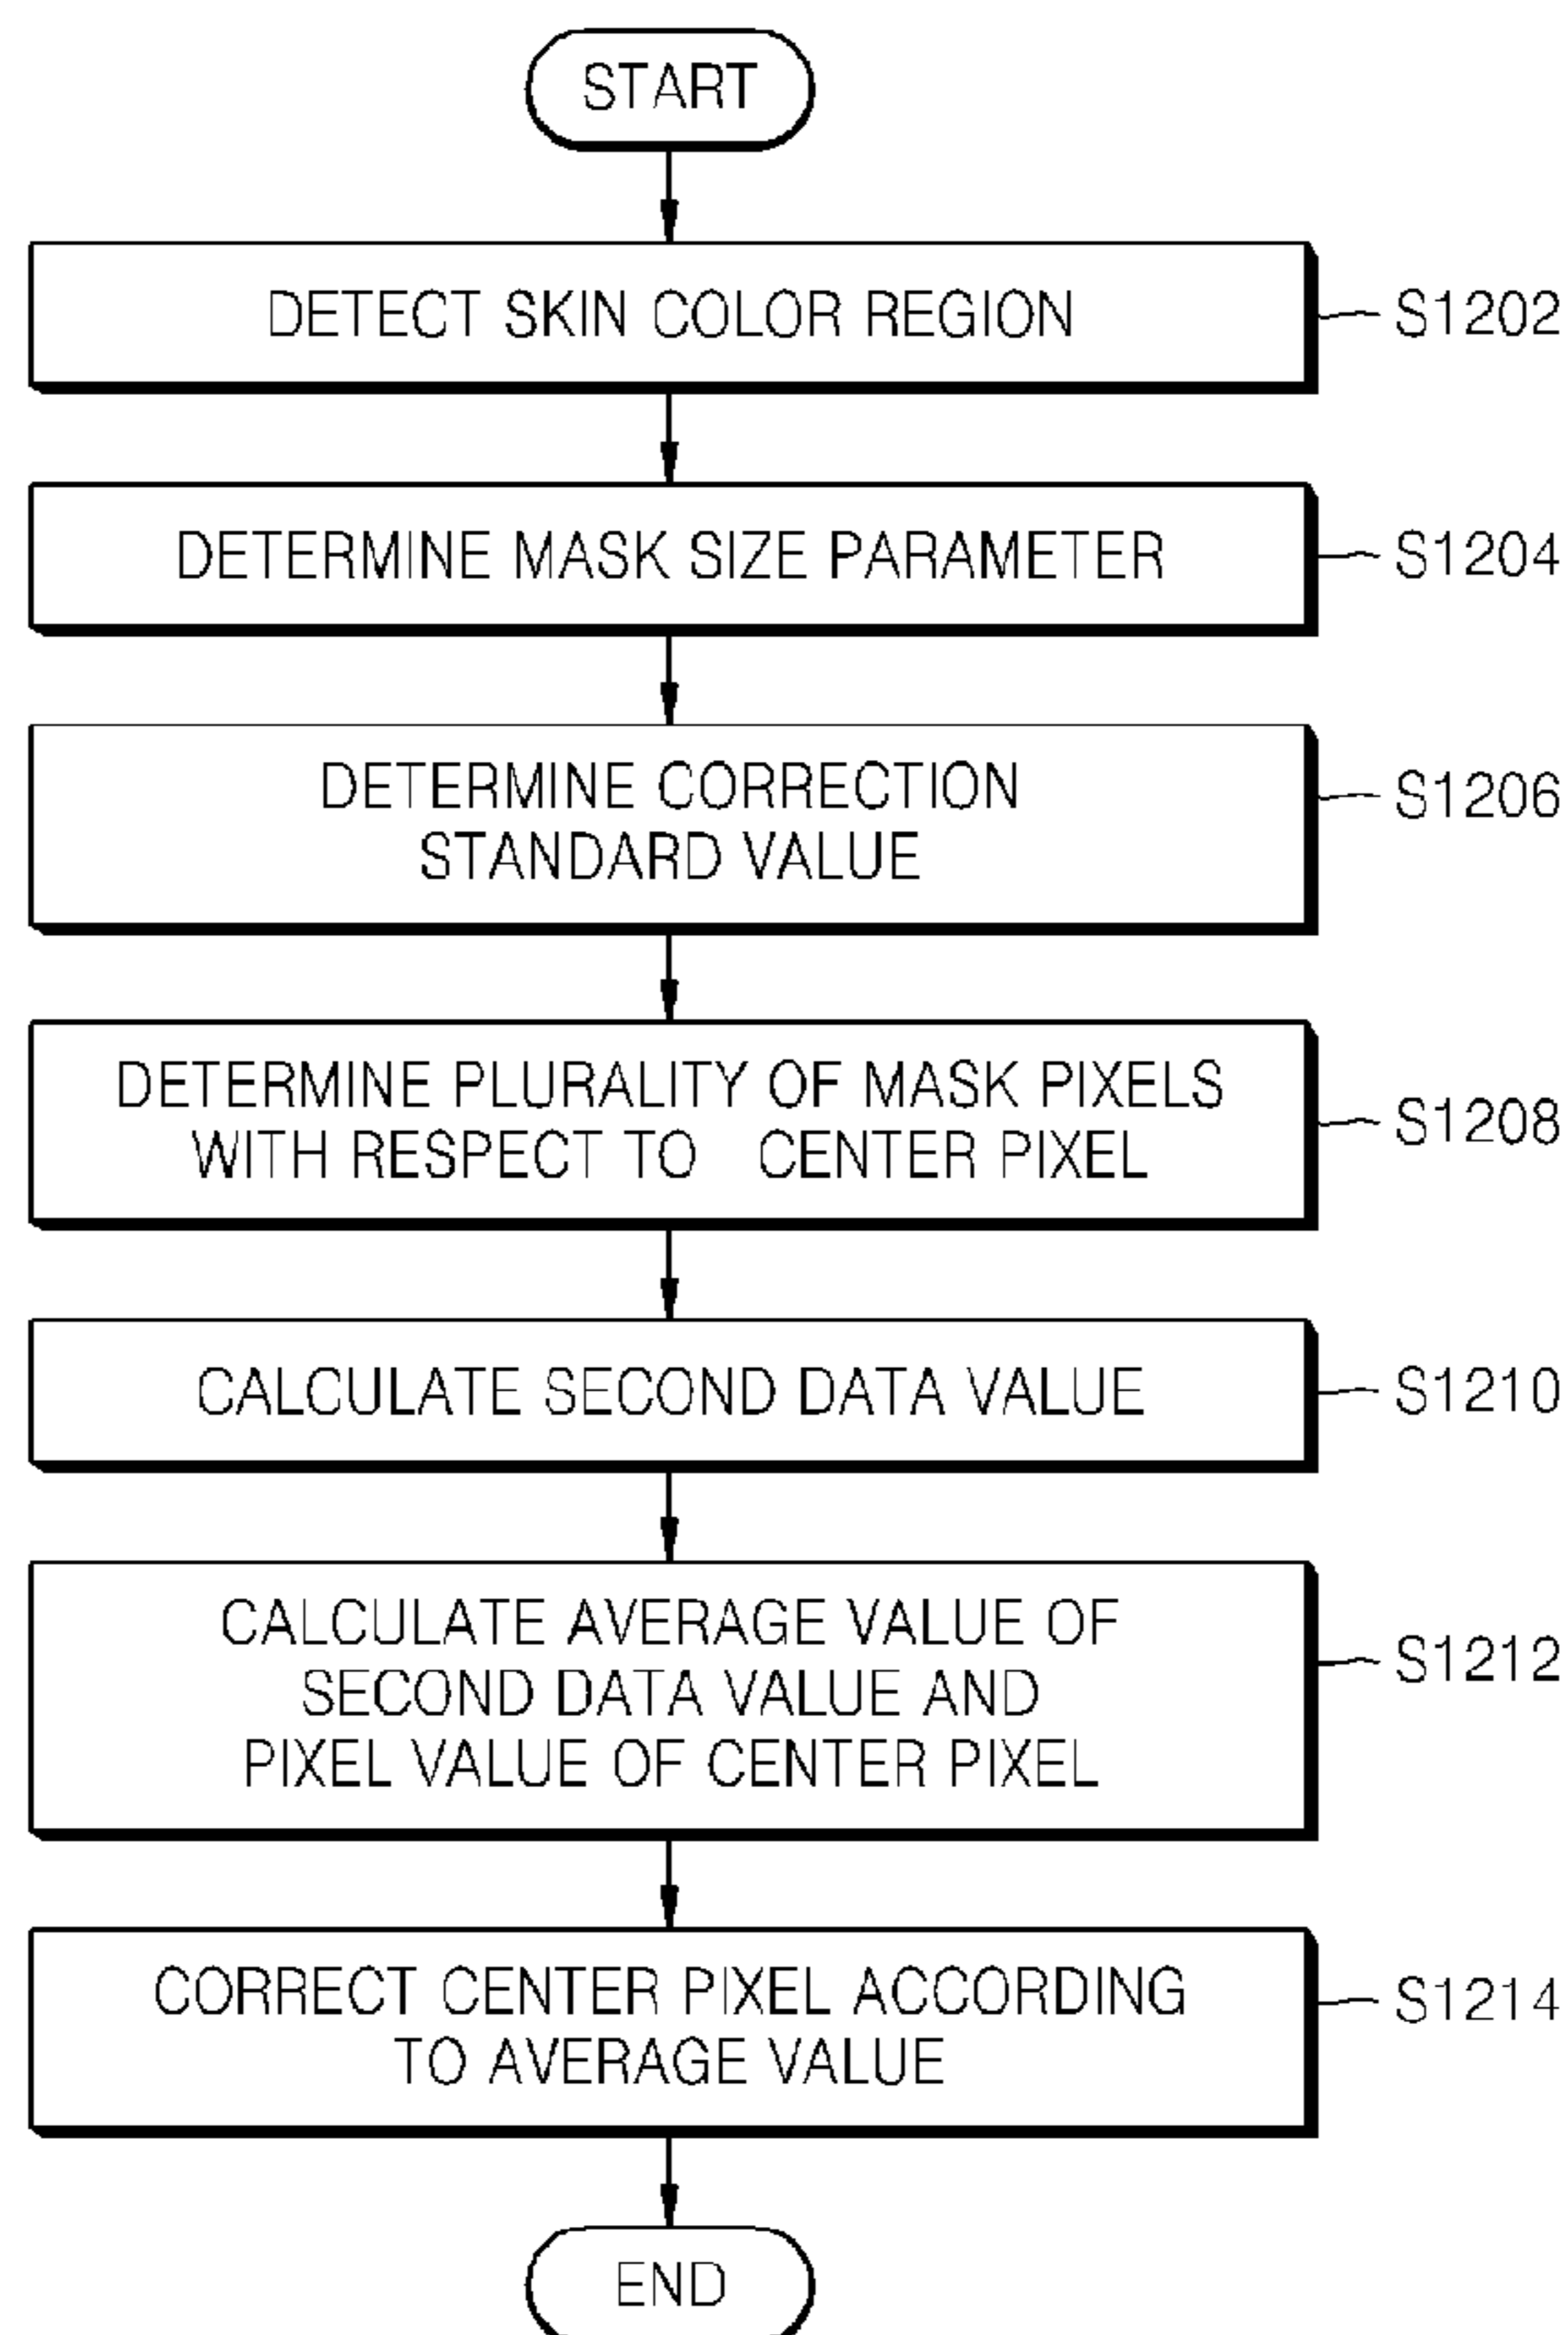 START
DETECT SKIN COLOR REGION
S1202
DETERMINE MASK SIZE PARAMETER
S1204
DETERMINE CORRECTION
STANDARD VALUE
S1206
DETERMINE PLURALITY OF MASK PIXELS
WITH RESPECT TO CENTER PIXEL
S1208
CALCULATE SECOND DATA VALUE
S1210
CALCULATE AVERAGE VALUE OF
SECOND DATA VALUE AND
PIXEL VALUE OF CENTER PIXEL
S1212
CORRECT CENTER PIXEL ACCORDING
TO AVERAGE VALUE
S1214
END